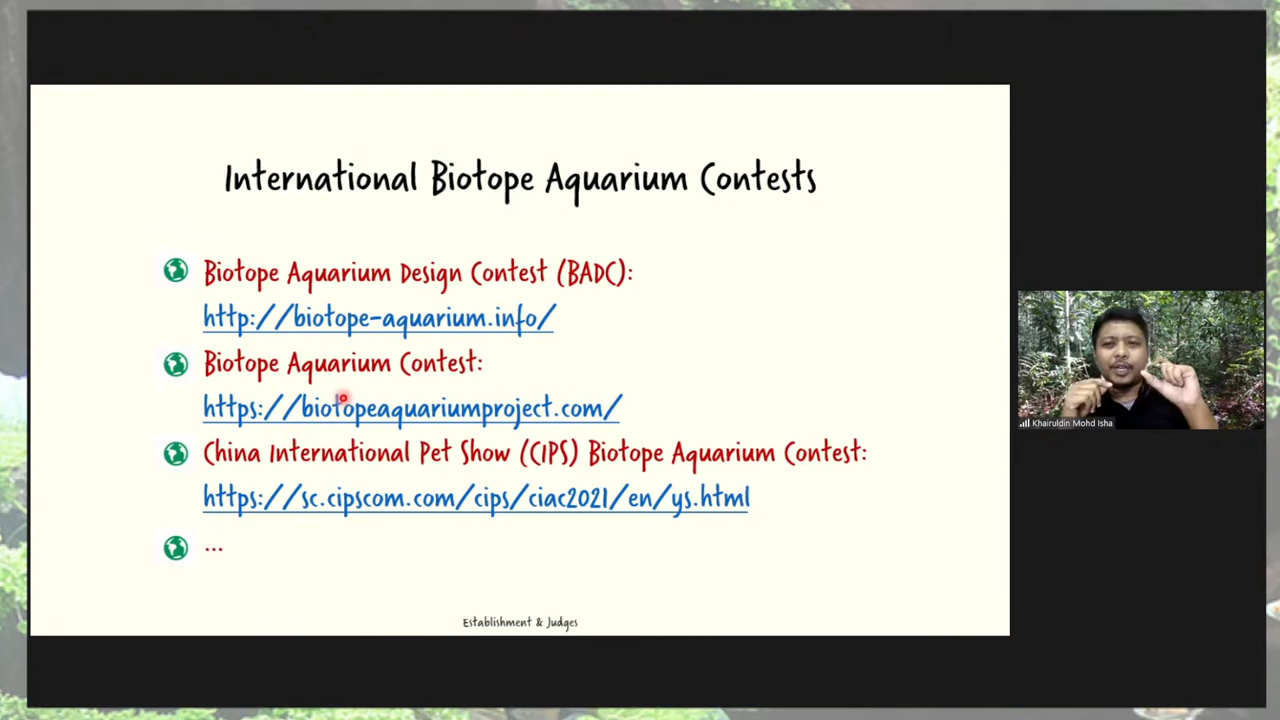 International Biotope Aquarium Contests
Biotope Aquarium Design Contest (BADC):
http://biotope-aquarium.info/
Biotope Aquarium Contest:
https://biotopeaquariumproject.com/
China International Pet Show (CIPS) Biotope Aquarium Contest:
https://sc.cipscom.com/cips/ciac2021/en/ys.html
...
Establishment & Judges
Khairuldin Mohd Isha